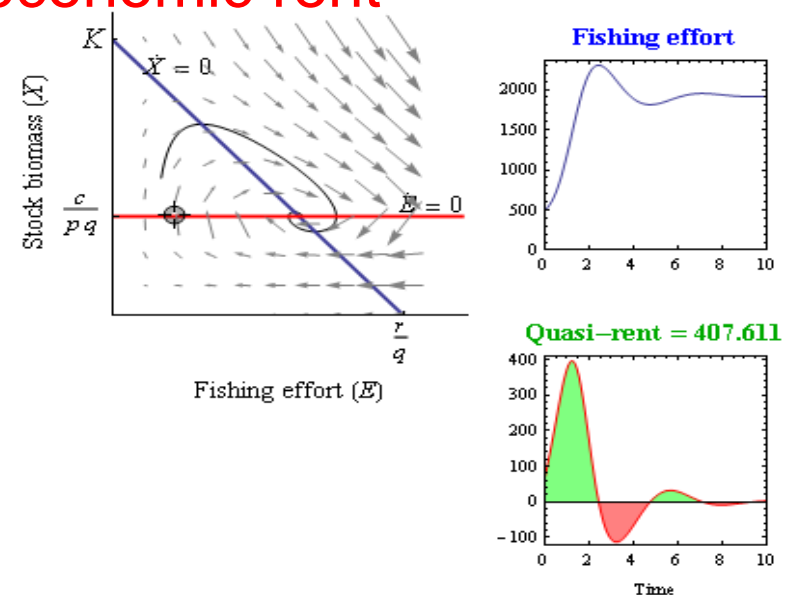 economic rent
K
Ẋ = 0
Stock biomass (X)
c
p q
Ė = 0
r
q
Fishing effort (E)
Fishing effort
2000
1500
1000
500
0
0 2 4 6 8 10
Quasi–rent = 407.611
400
300
200
100
0
-100
0 2 4 6 8 10
Time